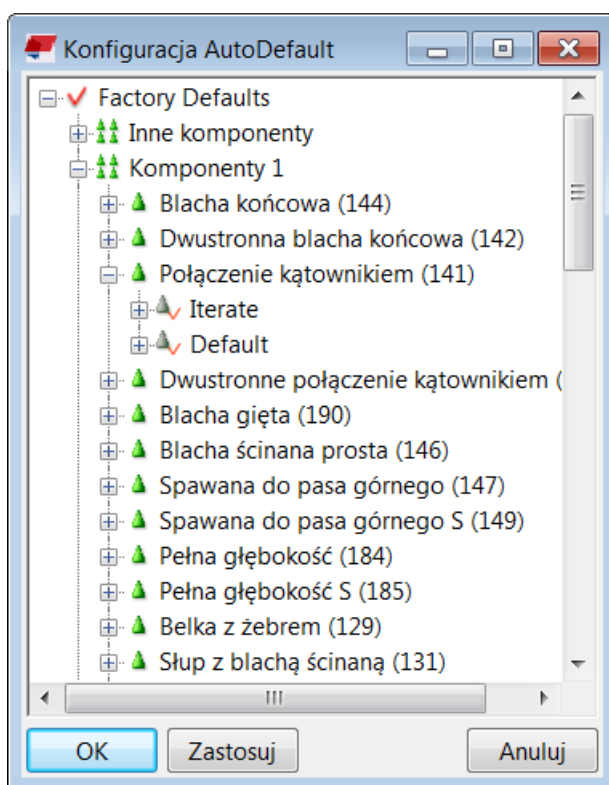 Konfiguracja AutoDefault
Factory Defaults
Inne komponenty
Komponenty 1
Blacha końcowa (144)
Dwustronna blacha końcowa (142)
Połączenie kątownikiem (141)
Iterate
Default
Dwustronne połączenie kątownikiem (
Blacha gięta (190)
Blacha ścinana prosta (146)
Spawana do pasa górnego (147)
Spawana do pasa górnego S (149)
Pełna głębokość (184)
Pełna głębokość S (185)
Belka z żebrem (129)
Słup z blachą ścinaną (131)
OK Zastosuj Anuluj